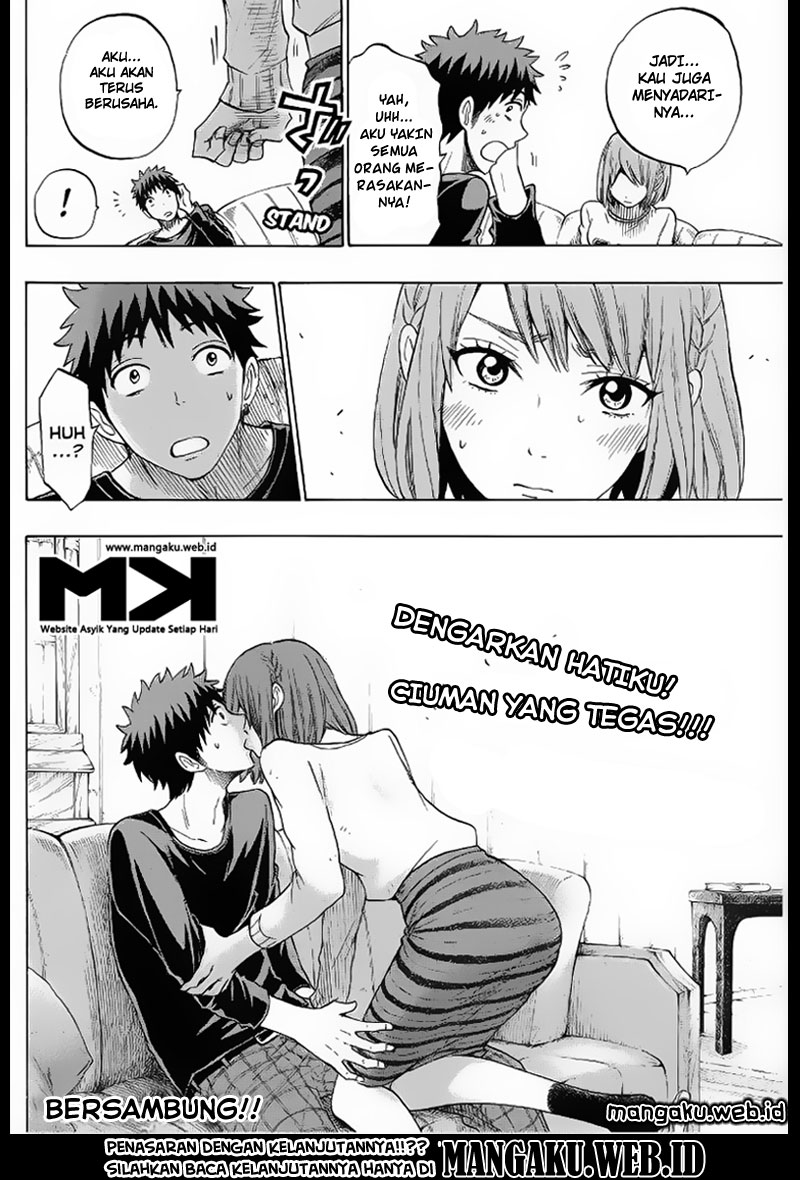 JADI...
KAU JUGA
MENYADARI-
NYA...
YAH,
UHH...
AKU YAKIN
SEMUA
ORANG ME-
RASAKAN-
NYA!
AKU...
AKU AKAN
TERUS
BERUSAHA.
STAND
!
HUH
...?
www.mangaku.web.id
MK
Website Asyik Yang Update Setiap Hari
DENGARKAN HATIKU!
CIUMAN YANG TEGAS!!!
BERSAMBUNG!!
mangaku.web.id
PENASARAN DENGAN KELANJUTANNYA!!??
SILAHKAN BACA KELANJUTANNYA HANYA DI MANGAKU.WEB.ID